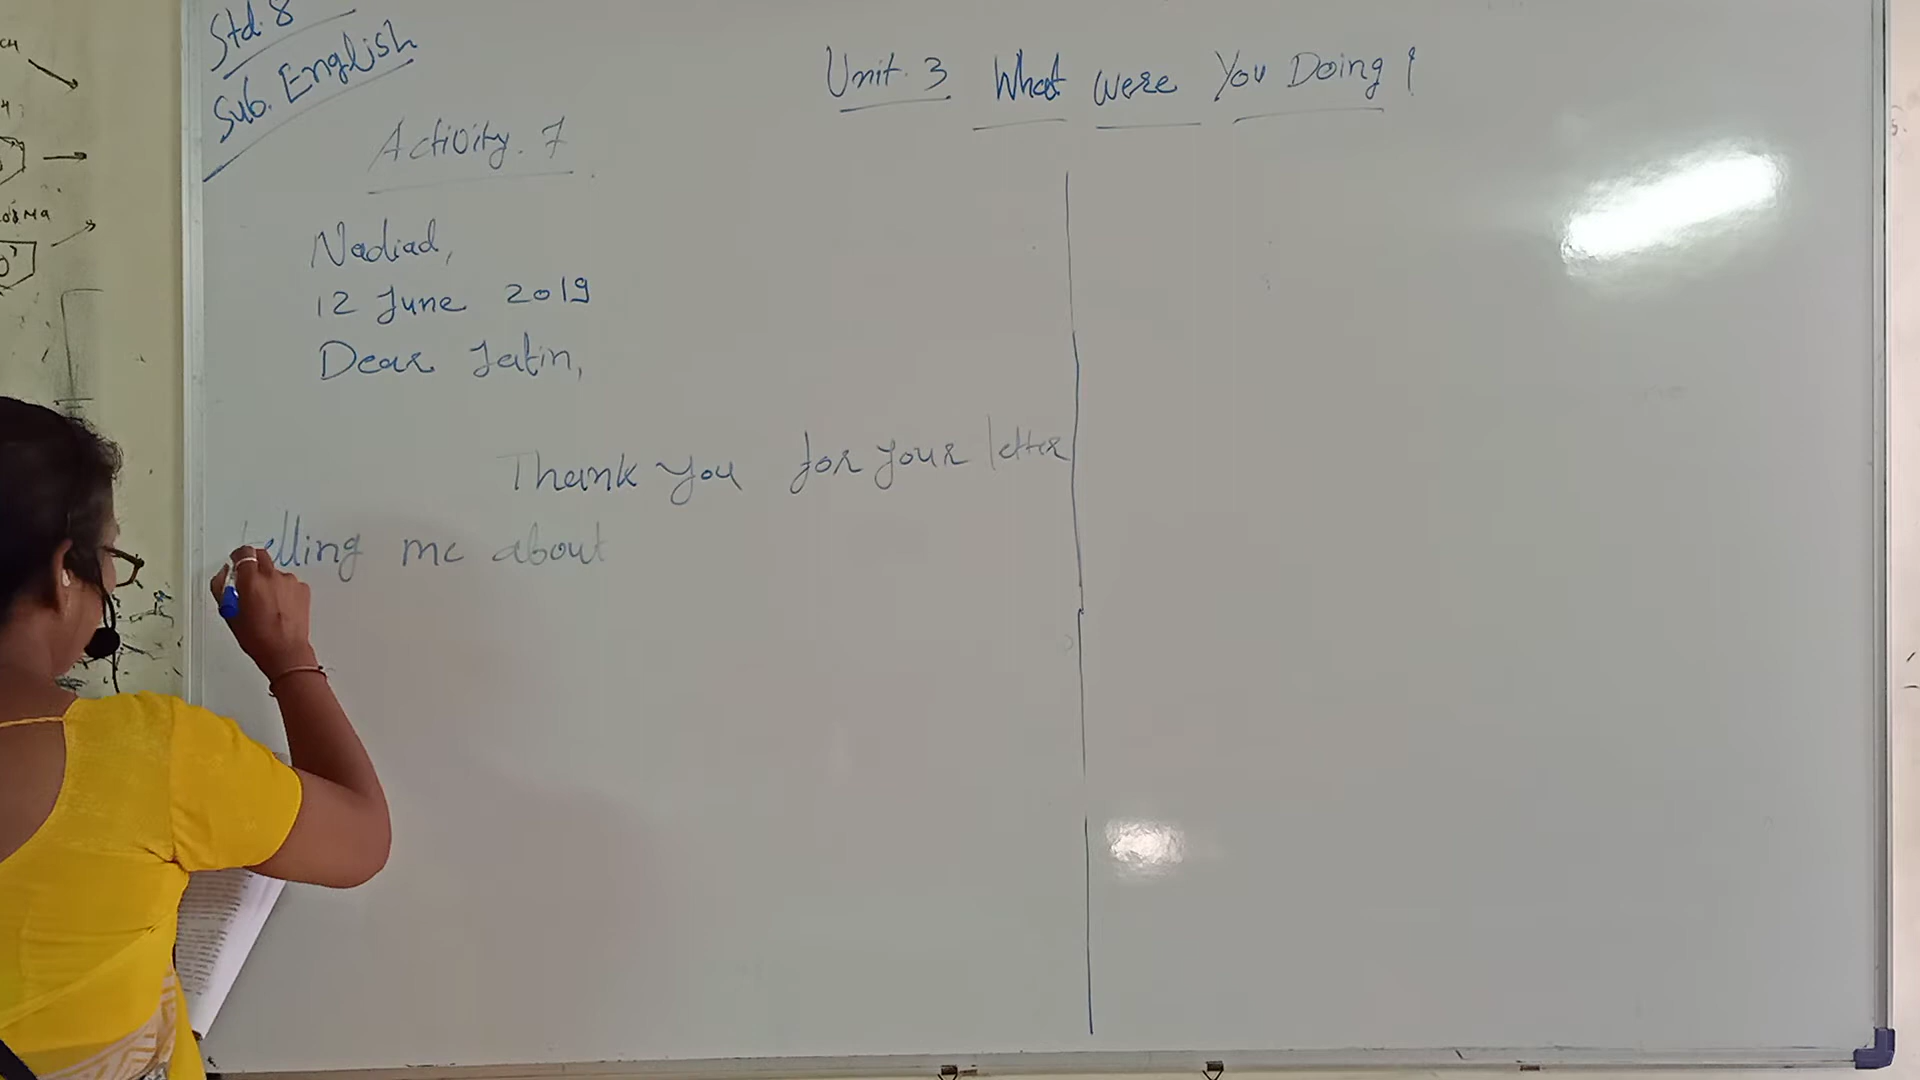 Std. 8
Sub. English
Unit. 3 What were You Doing?
Activity. 7
Nadiad,
12 June 2019
Dear Jatin,
Thank you for your letter
telling me about